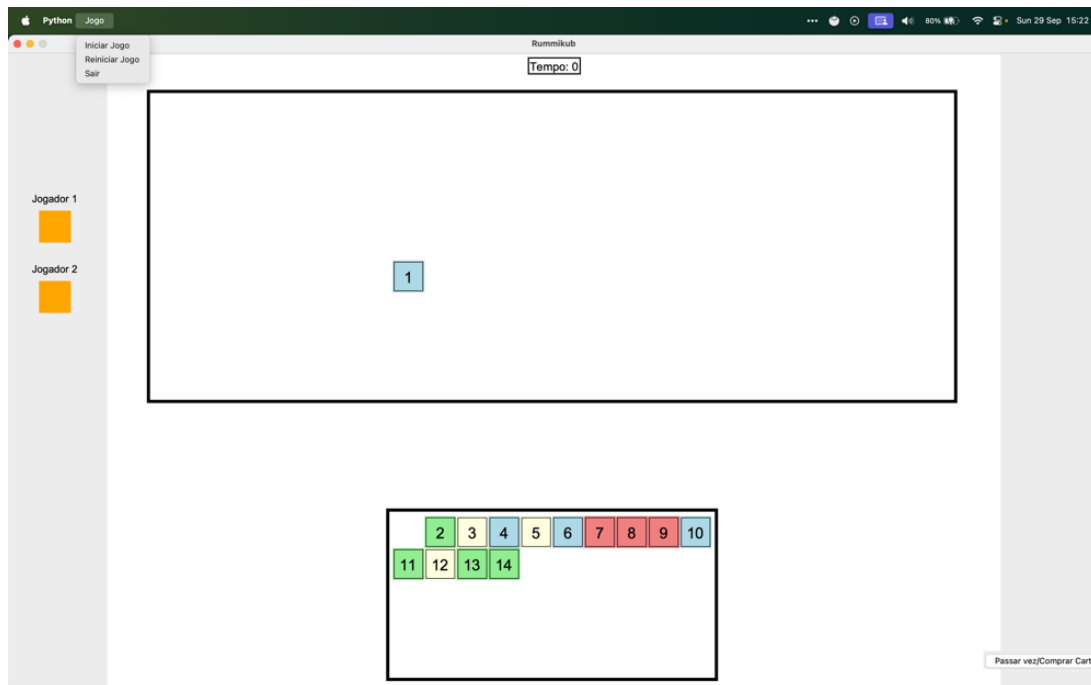 Python Jogo 80% Sun 29 Sep 15:22
Rummikub
Iniciar Jogo
Reiniciar Jogo
Sair
Tempo: 0
Jogador 1
Jogador 2
1
2 3 4 5 6 7 8 9 10
11 12 13 14
Passar vez/Comprar Cart